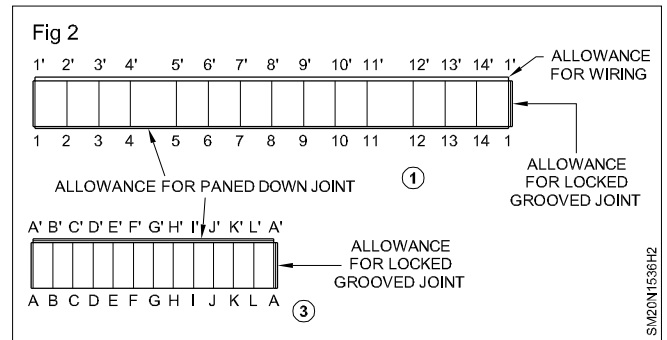 Fig 2
1' 2' 3' 4' 5' 6' 7' 8' 9' 10' 11' 12' 13' 14' 1'
ALLOWANCE
FOR WIRING
1 2 3 4 5 6 7 8 9 10 11 12 13 14 1
ALLOWANCE
FOR LOCKED
GROOVED JOINT
1
ALLOWANCE FOR PANED DOWN JOINT
A' B' C' D' E' F' G' H' I' J' K' L' A'
ALLOWANCE
FOR LOCKED
GROOVED JOINT
A B C D E F G H I J K L A
3
SM20N1536H2